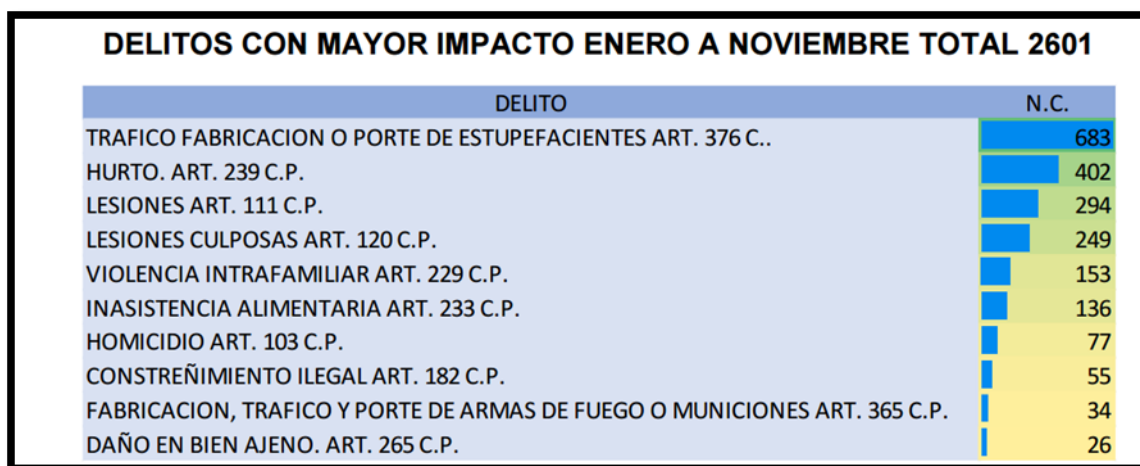 DELITOS CON MAYOR IMPACTO ENERO A NOVIEMBRE TOTAL 2601
DELITO N.C.
TRAFICO FABRICACION O PORTE DE ESTUPEFACIENTES ART. 376 C.. 683
HURTO. ART. 239 C.P. 402
LESIONES ART. 111 C.P. 294
LESIONES CULPOSAS ART. 120 C.P. 249
VIOLENCIA INTRAFAMILIAR ART. 229 C.P. 153
INASISTENCIA ALIMENTARIA ART. 233 C.P. 136
HOMICIDIO ART. 103 C.P. 77
CONSTREÑIMIENTO ILEGAL ART. 182 C.P. 55
FABRICACION, TRAFICO Y PORTE DE ARMAS DE FUEGO O MUNICIONES ART. 365 C.P. 34
DAÑO EN BIEN AJENO. ART. 265 C.P. 26